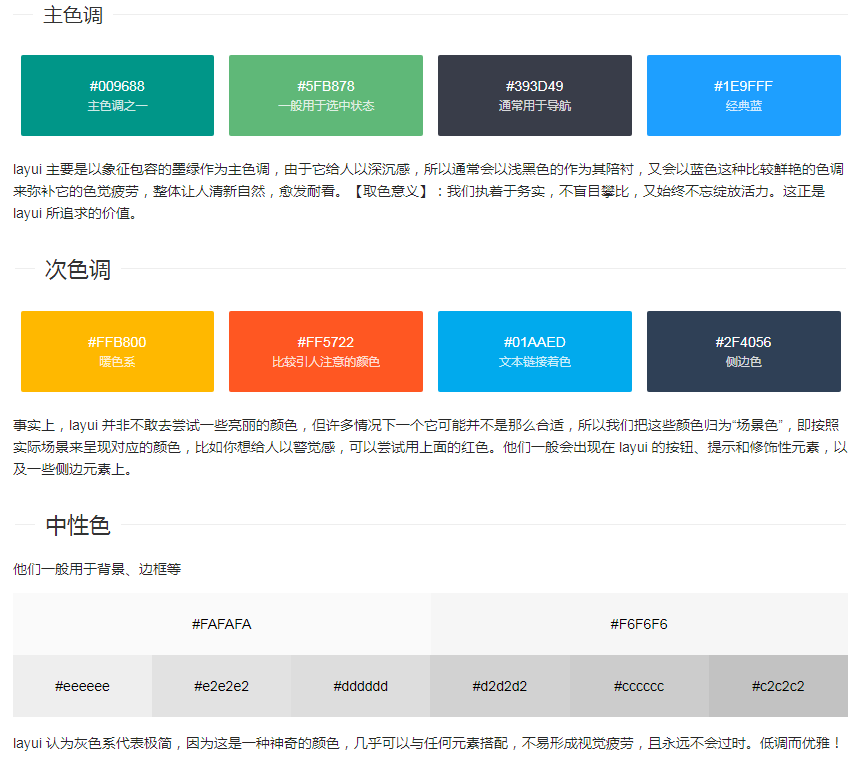 主色调
#009688 #5FB878 #393D49 #1E9FFF
主色调之一 一般用于选中状态 通常用于导航 经典蓝
layui 主要是以象征包容的墨绿作为主色调，由于它给人以深沉感，所以通常会以浅黑色的作为其陪衬，又会以蓝色这种比较鲜艳的色调
来弥补它的色觉疲劳，整体让人清新自然，愈发耐看。【取色意义】：我们执着于务实，不盲目攀比，又始终不忘绽放活力。这正是
layui 所追求的价值。
次色调
#FFB800 #FF5722 #01AAED #2F4056
暖色系 比较引人注意的颜色 文本链接着色 侧边色
事实上，layui 并非不敢去尝试一些亮丽的颜色，但许多情况下一个它可能并不是那么合适，所以我们把这些颜色归为“场景色”，即按照
实际场景来呈现对应的颜色，比如你想给人以警觉感，可以尝试用上面的红色。他们一般会出现在 layui 的按钮、提示和修饰性元素，以
及一些侧边元素上。
中性色
他们一般用于背景、边框等
#FAFAFA #F6F6F6
#eeeeee #e2e2e2 #dddddd #d2d2d2 #cccccc #c2c2c2
layui 认为灰色系代表极简，因为这是一种神奇的颜色，几乎可以与任何元素搭配，不易形成视觉疲劳，且永远不会过时。低调而优雅！